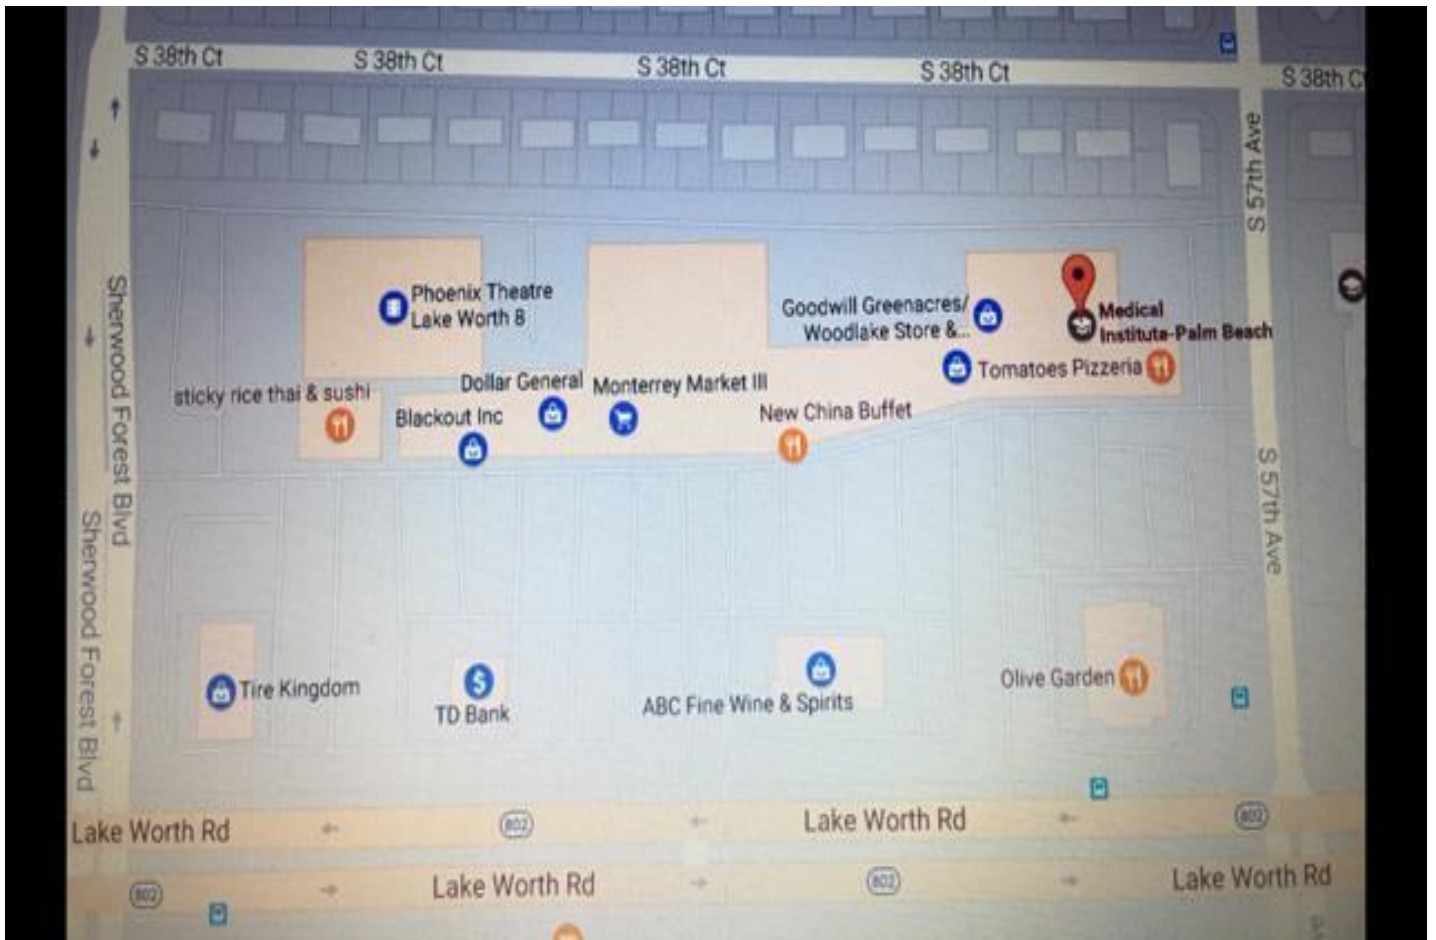 S 38th Ct
S 38th Ct
S 38th Ct
S 38th Ct
S 38th C
S 57th Ave
Sherwood Forest Blvd
Phoenix Theatre
Lake Worth 8
Goodwill Greenacres/
Woodlake Store &...
Medical
Institute-Palm Beach
Tomatoes Pizzeria
sticky rice thai & sushi
Dollar General
Monterrey Market III
Blackout Inc
New China Buffet
S 57th Ave
Sherwood Forest Blvd
Tire Kingdom
$
TD Bank
ABC Fine Wine & Spirits
Olive Garden
Lake Worth Rd
802
Lake Worth Rd
802
802
Lake Worth Rd
802
Lake Worth Rd